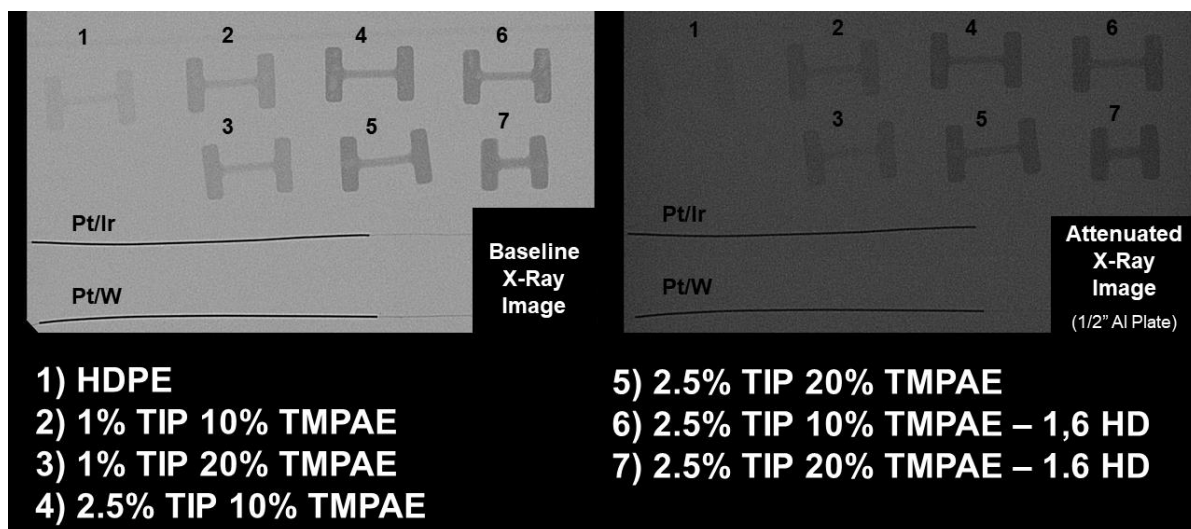 1
2
4
6
3
5
7
Pt/Ir
Pt/W
Baseline
X-Ray
Image
1
2
4
6
3
5
7
Pt/Ir
Pt/W
Attenuated
X-Ray
Image
(1/2” Al Plate)
1) HDPE
2) 1% TIP 10% TMPAE
3) 1% TIP 20% TMPAE
4) 2.5% TIP 10% TMPAE
5) 2.5% TIP 20% TMPAE
6) 2.5% TIP 10% TMPAE – 1,6 HD
7) 2.5% TIP 20% TMPAE – 1.6 HD